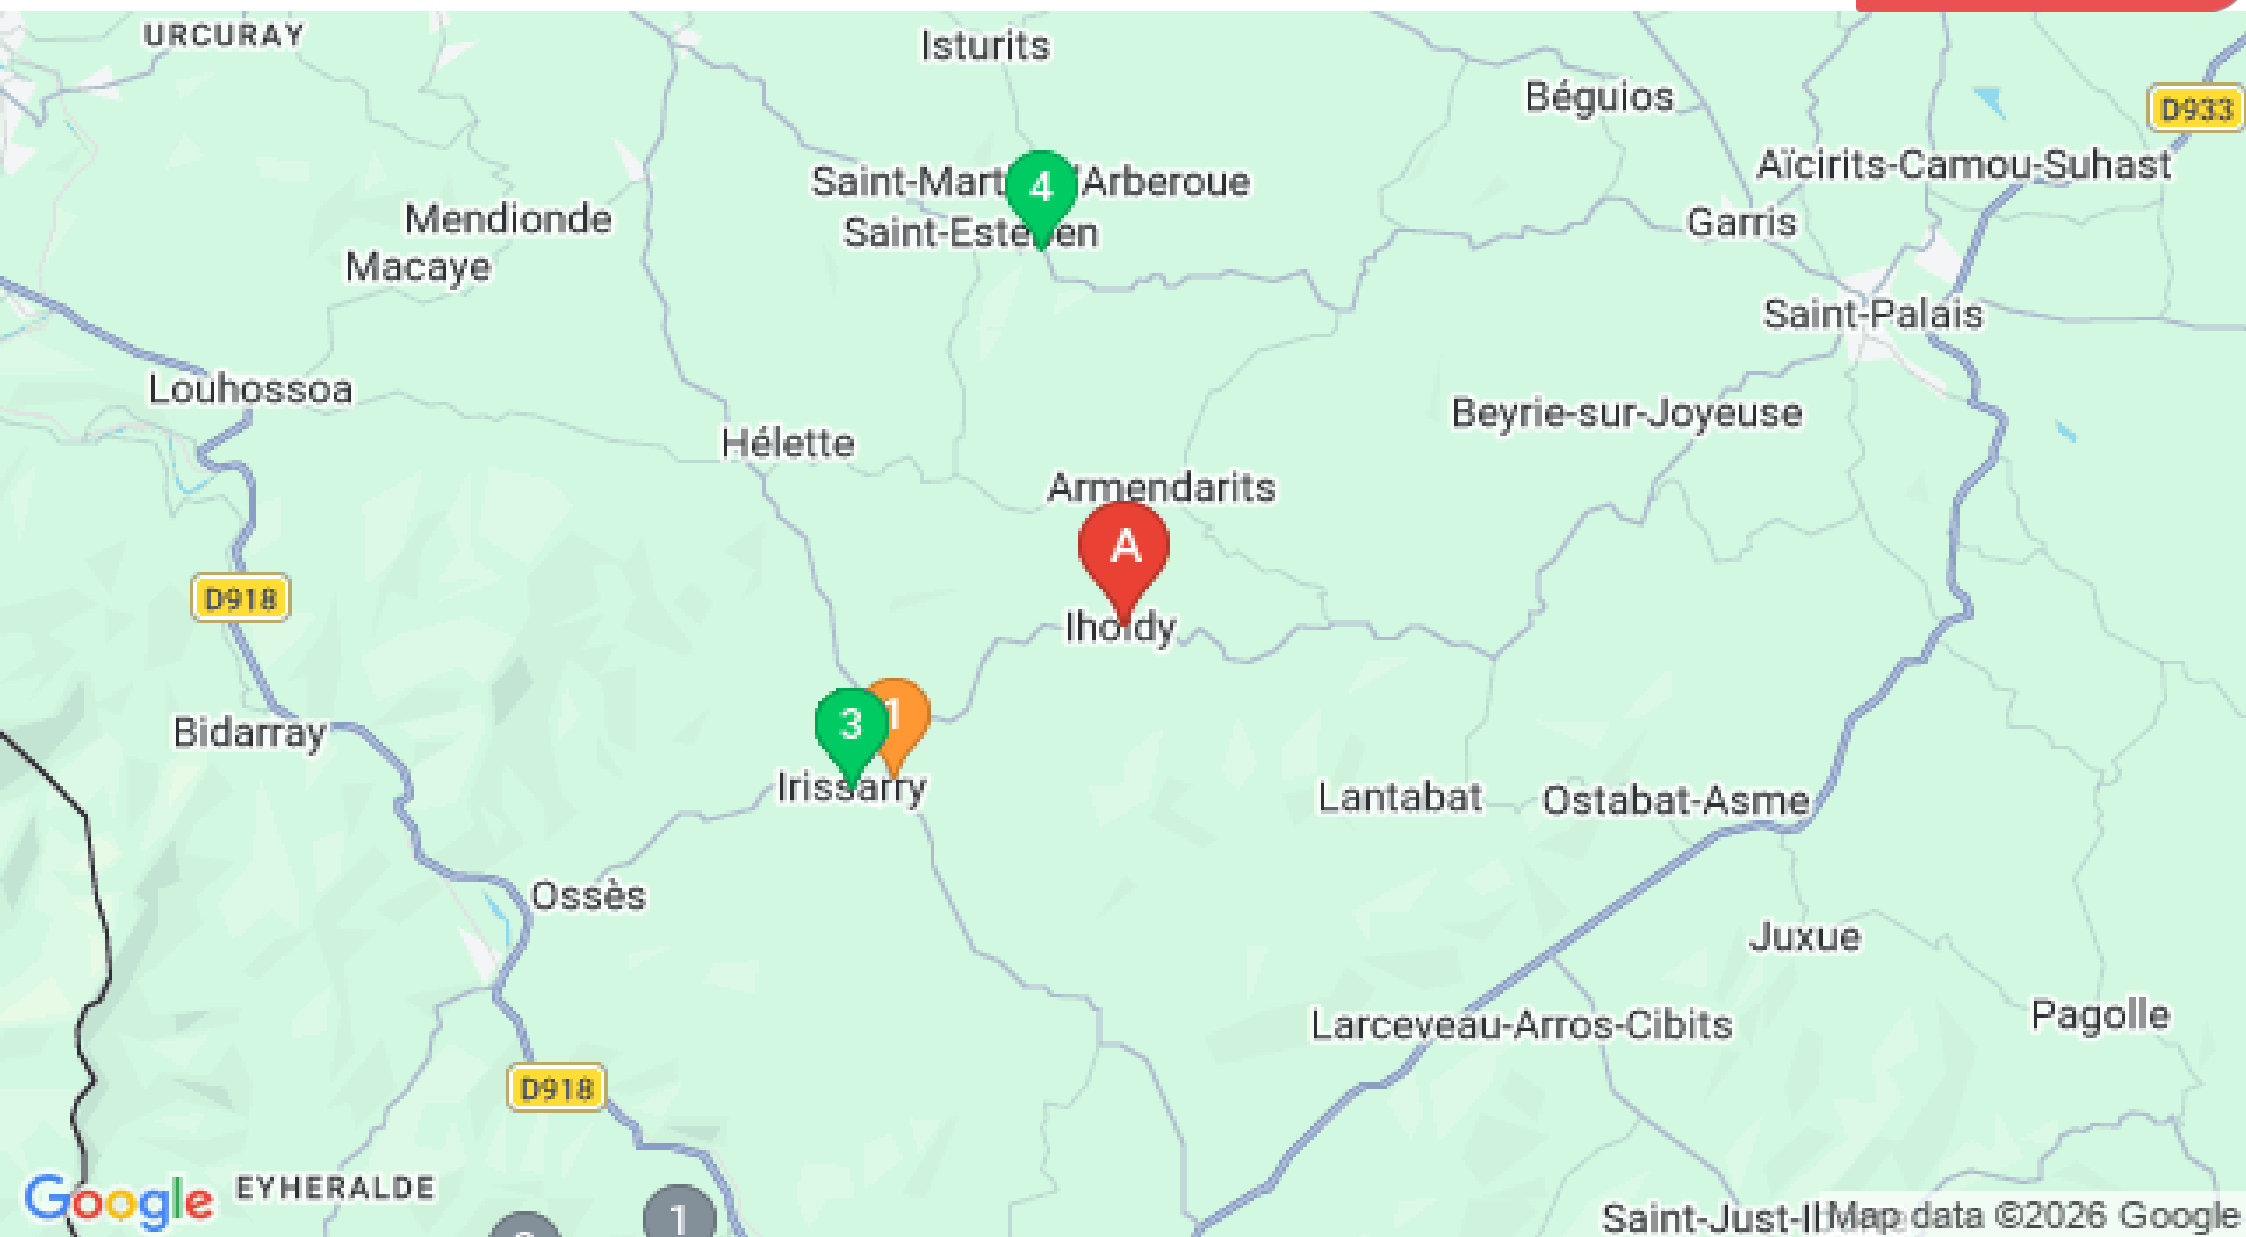 URCURAY
Isturits
Béguios
D933
Aïcirits-Camou-Suhast
Saint-Mart 4 'Arberoue
Mendionde
Garris
Saint-Esteben
Macaye
Saint-Palais
Louhossoa
Beyrie-sur-Joyeuse
Hélette
Armendarits
A
D918
Iholdy
3 1
Bidarray
Irissarry
Lantabat
Ostabat-Asme
Ossès
Juxue
Pagolle
Larceveau-Arros-Cibits
D918
Google
EYHERALDE
1
Saint-Just-I
Map data ©2026 Google